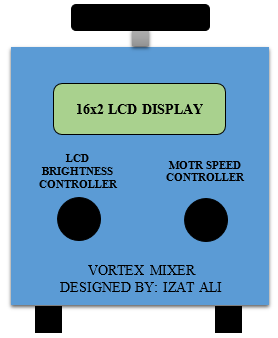 16x2 LCD DISPLAY
LCD
BRIGHTNESS
CONTROLLER
MOTR SPEED
CONTROLLER
VORTEX MIXER
DESIGNED BY: IZAT ALI